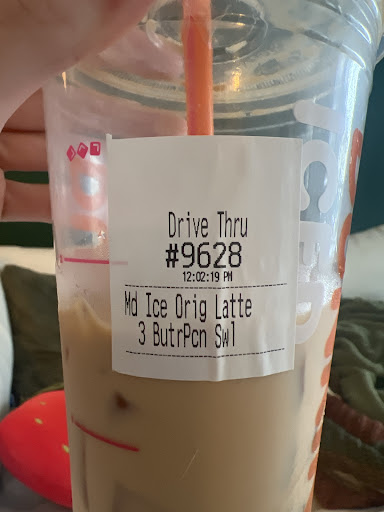 Drive Thru
#9628
12:02:19 PM
Md Ice Orig Latte
3 ButrPcn Swl